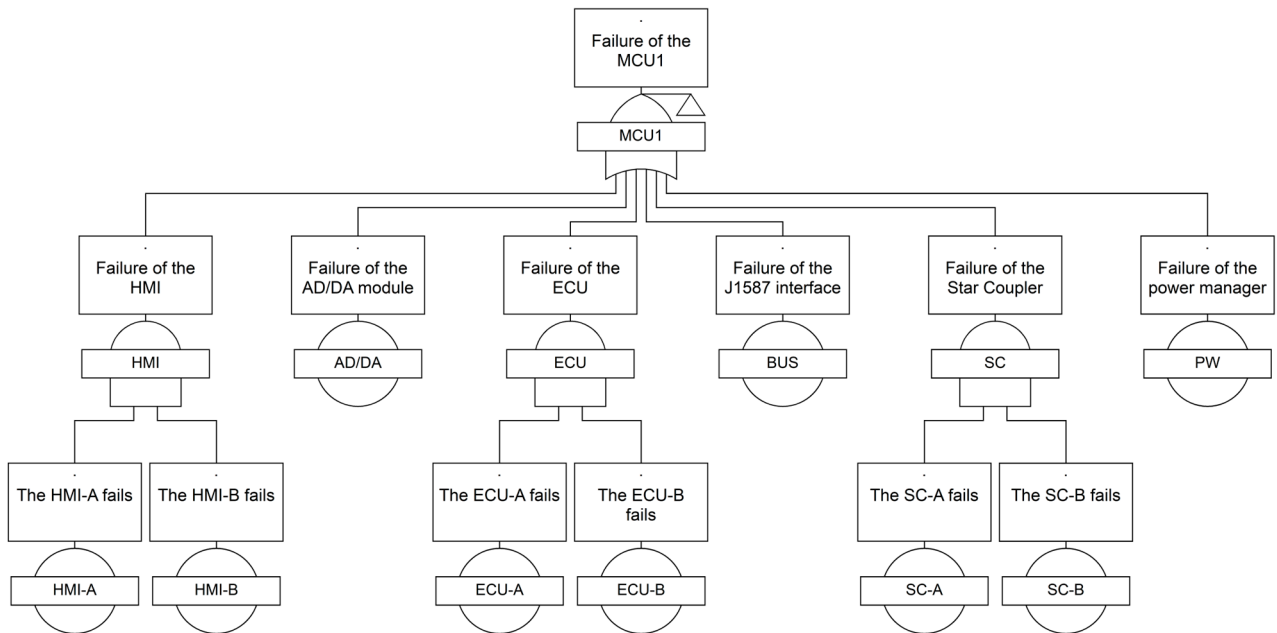 Failure of the
MCU1
MCU1
Failure of the
HMI
Failure of the
AD/DA module
Failure of the
ECU
Failure of the
J1587 interface
Failure of the
Star Coupler
Failure of the
power manager
HMI
AD/DA
ECU
BUS
SC
PW
The HMI-A fails
The HMI-B fails
The ECU-A fails
The ECU-B
fails
The SC-A fails
The SC-B fails
HMI-A
HMI-B
ECU-A
ECU-B
SC-A
SC-B